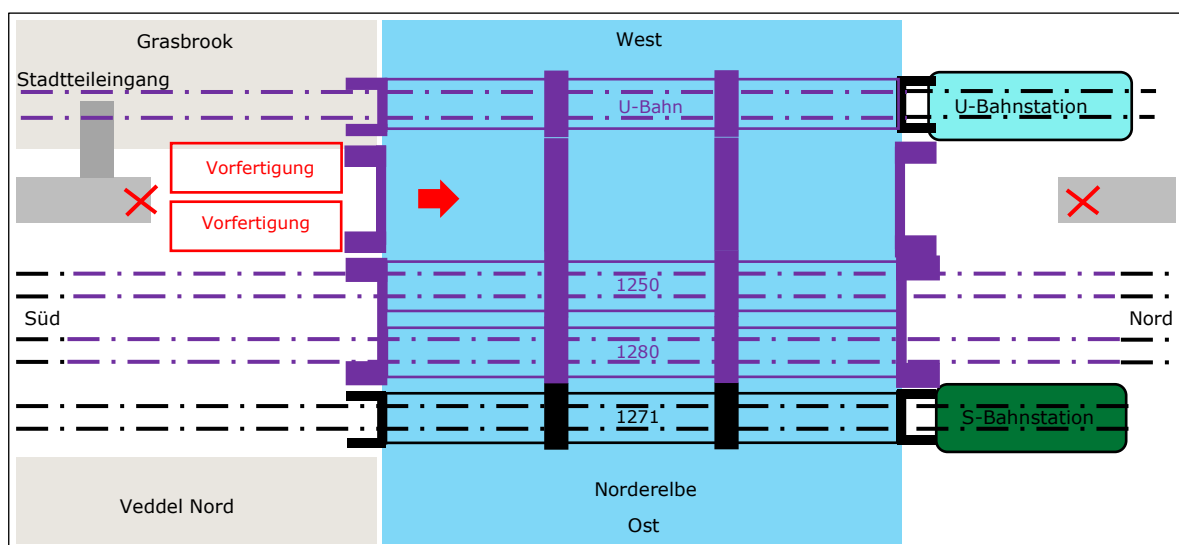 Grasbrook
West
Stadtteileingang
U-Bahn
U-Bahnstation
Vorfertigung
Vorfertigung
1250
Süd
Nord
1280
1271
S-Bahnstation
Veddel Nord
Norderelbe
Ost